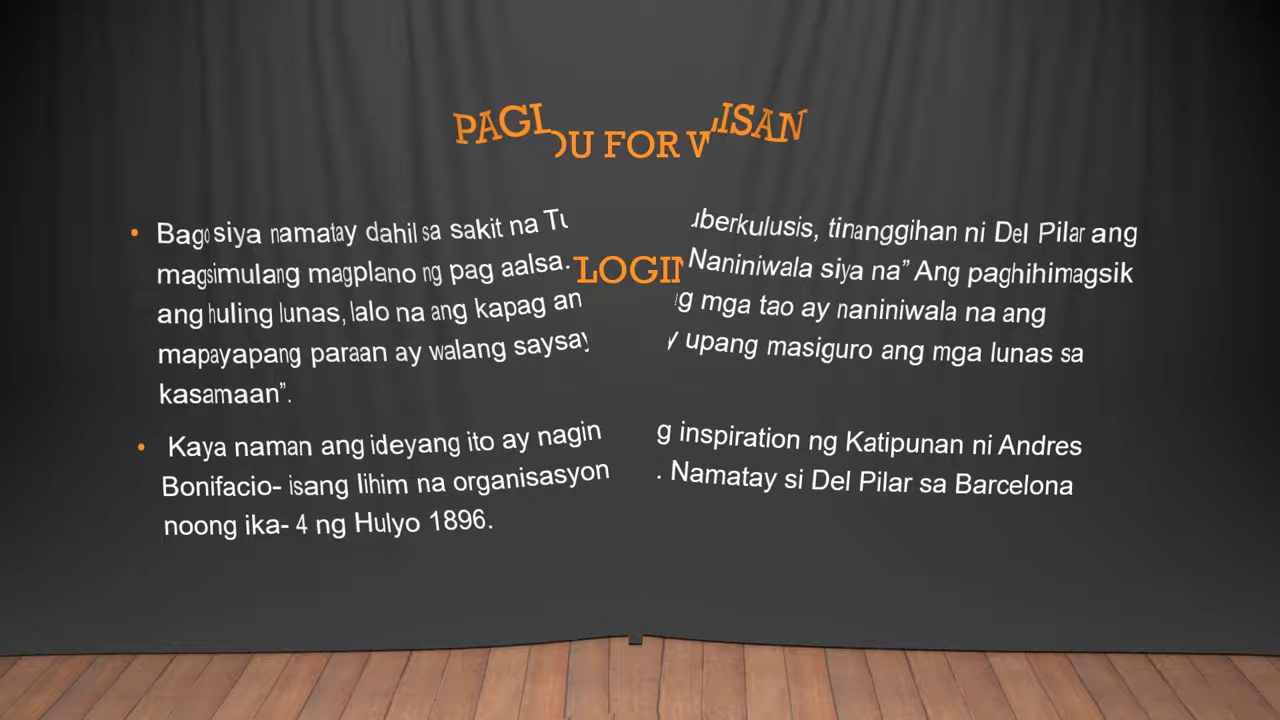 PAGL ISAN
OU FOR
LOGIN
Bago siya namatay dahil sa sakit na Tuberkulusis, tinanggihan ni Del Pilar ang
magsimulang magplano ng pag aalsa. Naniniwala siya na” Ang paghihimagsik
ang huling lunas, lalo na ang kapag ang mga tao ay naniniwala na ang
mapayapang paraan ay walang saysay upang masiguro ang mga lunas sa
kasamaan”.
Kaya naman ang ideyang ito ay naging inspiration ng Katipunan ni Andres
Bonifacio- isang lihim na organisasyon. Namatay si Del Pilar sa Barcelona
noong ika- 4 ng Hulyo 1896.